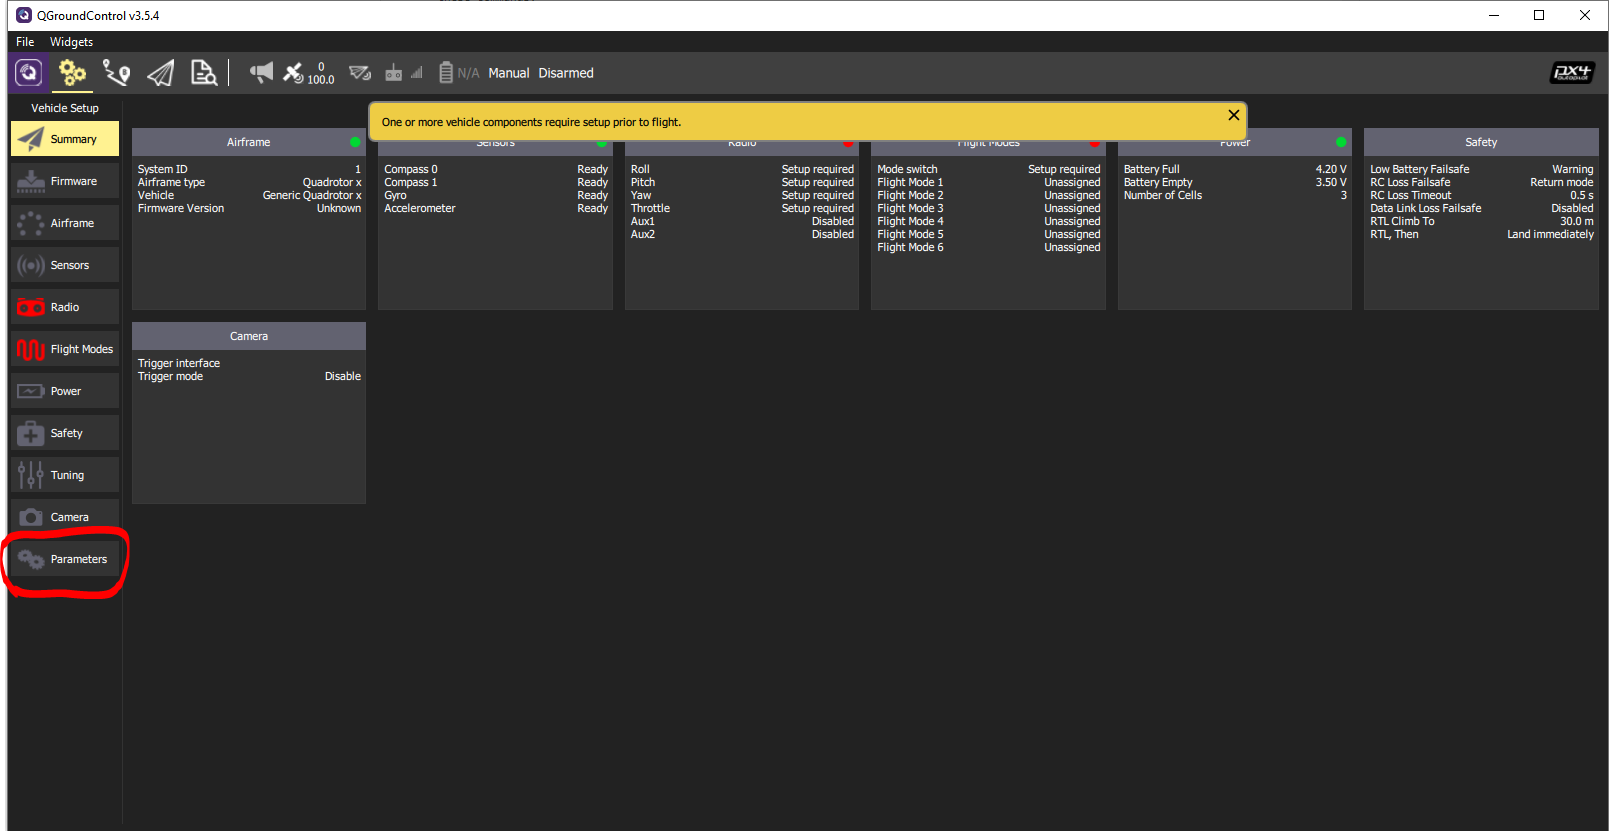 QGroundControl v3.5.4
File Widgets
0
100.0
N/A Manual Disarmed
px4
autopilot
Vehicle Setup
Summary
Firmware
Airframe
Sensors
Radio
Flight Modes
Power
Safety
Tuning
Camera
Parameters
One or more vehicle components require setup prior to flight.
Airframe
System ID 1
Airframe type Quadrotor x
Vehicle Generic Quadrotor x
Firmware Version Unknown
Sensors
Compass 0 Ready
Compass 1 Ready
Gyro Ready
Accelerometer Ready
Radio
Roll Setup required
Pitch Setup required
Yaw Setup required
Throttle Setup required
Aux1 Disabled
Aux2 Disabled
Flight Modes
Mode switch Setup required
Flight Mode 1 Unassigned
Flight Mode 2 Unassigned
Flight Mode 3 Unassigned
Flight Mode 4 Unassigned
Flight Mode 5 Unassigned
Flight Mode 6 Unassigned
Power
Battery Full 4.20 V
Battery Empty 3.50 V
Number of Cells 3
Safety
Low Battery Failsafe Warning
RC Loss Failsafe Return mode
RC Loss Timeout 0.5 s
Data Link Loss Failsafe Disabled
RTL Climb To 30.0 m
RTL, Then Land immediately
Camera
Trigger interface
Trigger mode Disable